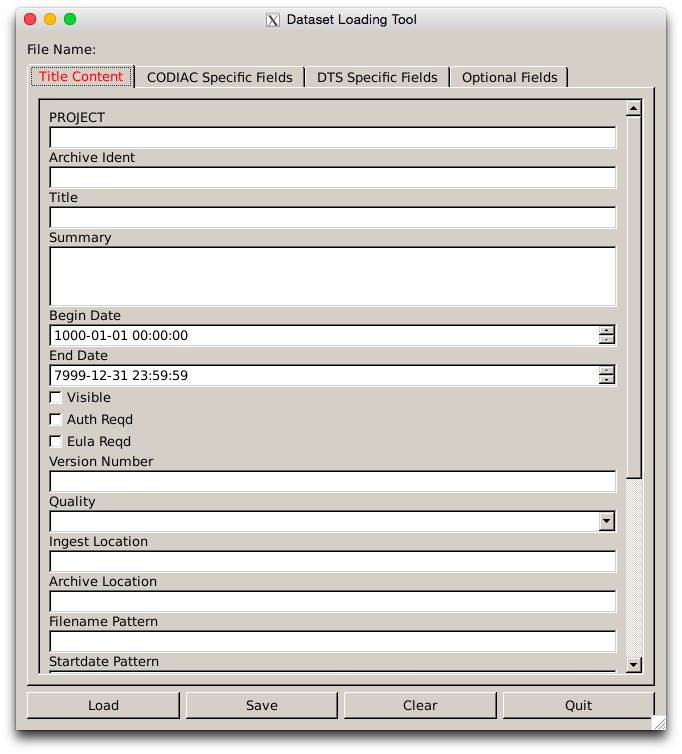 Dataset Loading Tool
File Name:
Title Content CODIAC Specific Fields DTS Specific Fields Optional Fields
PROJECT
Archive Ident
Title
Summary
Begin Date
1000-01-01 00:00:00
End Date
7999-12-31 23:59:59
Visible
Auth Reqd
Eula Reqd
Version Number
Quality
Ingest Location
Archive Location
Filename Pattern
Startdate Pattern
Load Save Clear Quit